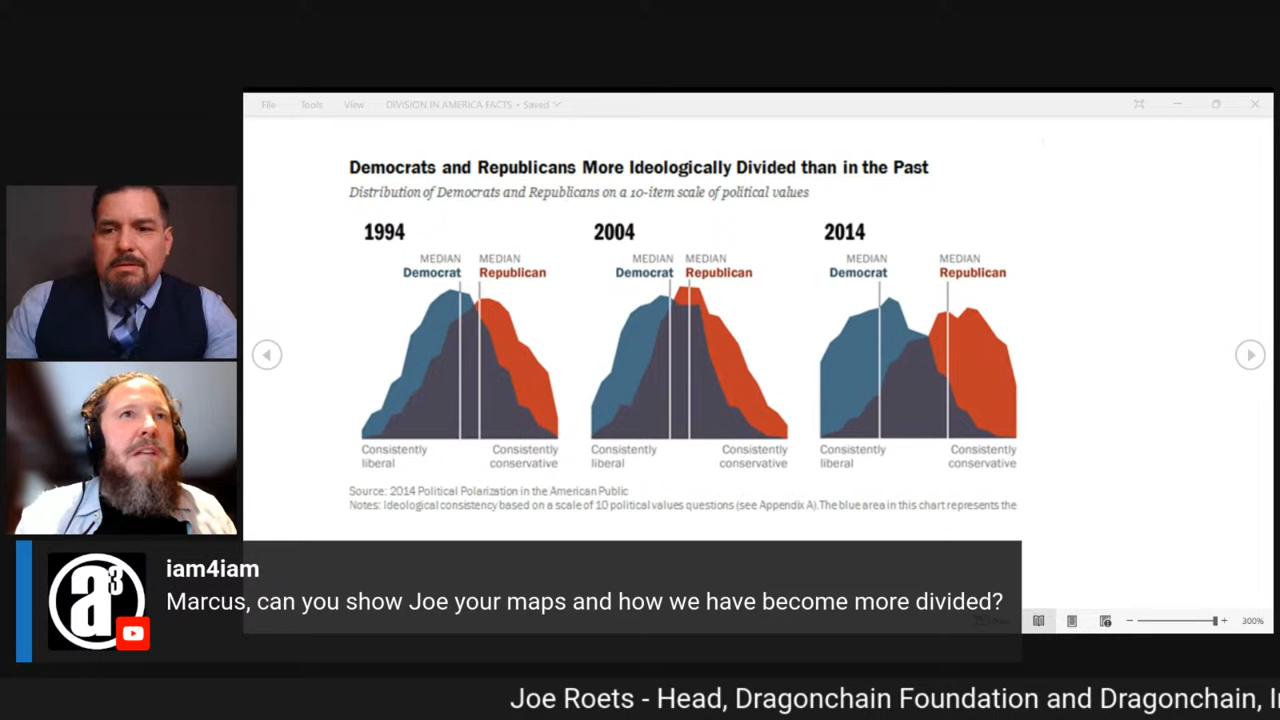 File Tools View DIVISION IN AMERICA FACTS • Saved
Democrats and Republicans More Ideologically Divided than in the Past
Distribution of Democrats and Republicans on a 10-item scale of political values
1994
MEDIAN MEDIAN
Democrat Republican
Consistently Consistently
liberal conservative
2004
MEDIAN MEDIAN
Democrat Republican
Consistently Consistently
liberal conservative
2014
MEDIAN MEDIAN
Democrat Republican
Consistently Consistently
liberal conservative
Source: 2014 Political Polarization in the American Public
Notes: Ideological consistency based on a scale of 10 political values questions (see Appendix A). The blue area in this chart represents the
a3
iam4iam
Marcus, can you show Joe your maps and how we have become more divided?
300%
Joe Roets - Head, Dragonchain Foundation and Dragonchain, I